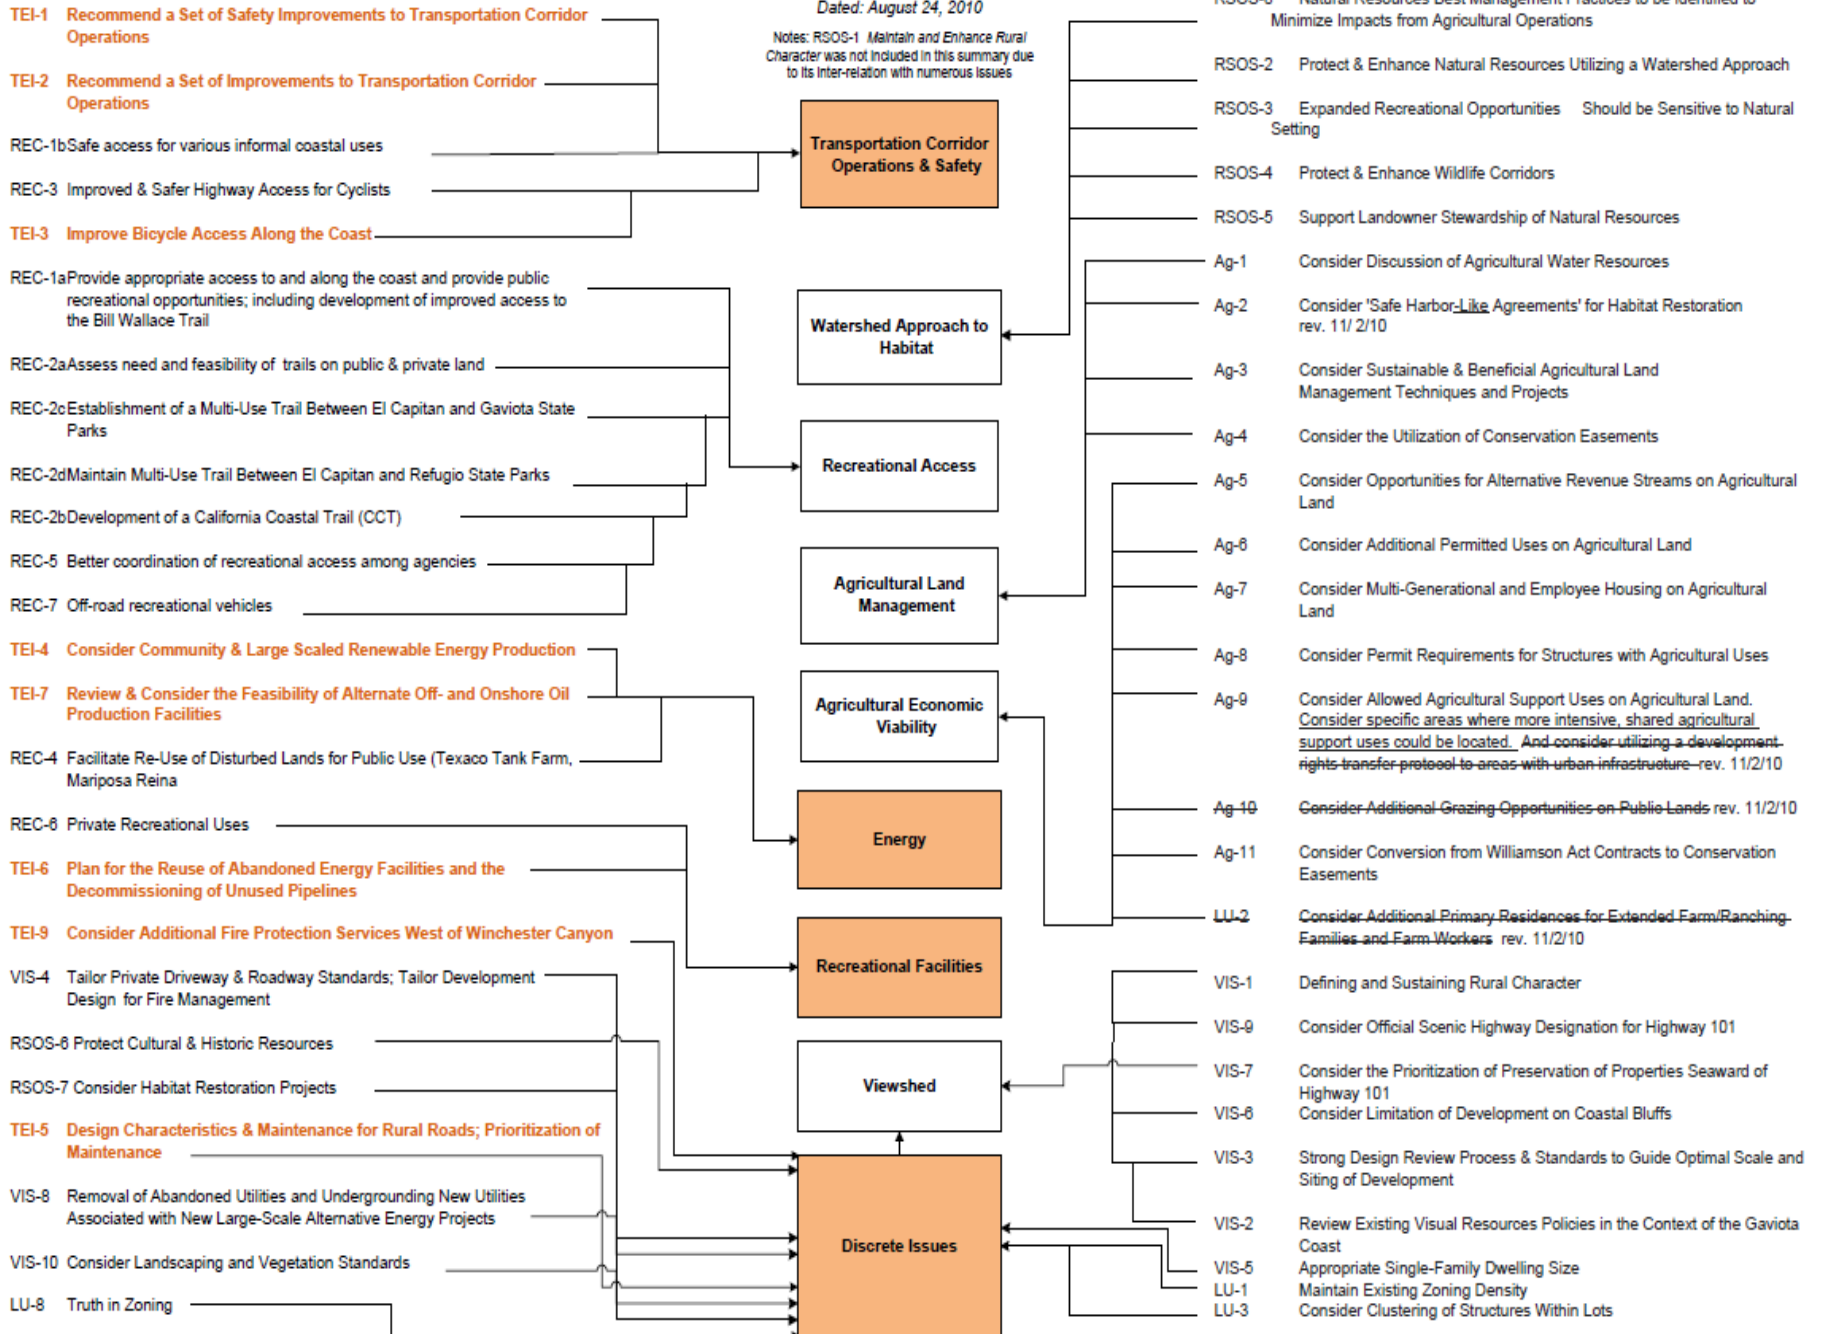 TEI-1 Recommend a Set of Safety Improvements to Transportation Corridor
Operations
TEI-2 Recommend a Set of Improvements to Transportation Corridor
Operations
REC-1bSafe access for various informal coastal uses
REC-3 Improved & Safer Highway Access for Cyclists
TEI-3 Improve Bicycle Access Along the Coast
REC-1aProvide appropriate access to and along the coast and provide public
recreational opportunities; including development of improved access to
the Bill Wallace Trail
REC-2aAssess need and feasibility of trails on public & private land
REC-2cEstablishment of a Multi-Use Trail Between El Capitan and Gaviota State
Parks
REC-2dMaintain Multi-Use Trail Between El Capitan and Refugio State Parks
REC-2bDevelopment of a California Coastal Trail (CCT)
REC-5 Better coordination of recreational access among agencies
REC-7 Off-road recreational vehicles
TEI-4 Consider Community & Large Scaled Renewable Energy Production
TEI-7 Review & Consider the Feasibility of Alternate Off- and Onshore Oil
Production Facilities
REC-4 Facilitate Re-Use of Disturbed Lands for Public Use (Texaco Tank Farm,
Mariposa Reina
REC-6 Private Recreational Uses
TEI-6 Plan for the Reuse of Abandoned Energy Facilities and the
Decommissioning of Unused Pipelines
TEI-9 Consider Additional Fire Protection Services West of Winchester Canyon
VIS-4 Tailor Private Driveway & Roadway Standards; Tailor Development
Design for Fire Management
RSOS-6 Protect Cultural & Historic Resources
RSOS-7 Consider Habitat Restoration Projects
TEI-5 Design Characteristics & Maintenance for Rural Roads; Prioritization of
Maintenance
VIS-8 Removal of Abandoned Utilities and Undergrounding New Utilities
Associated with New Large-Scale Alternative Energy Projects
VIS-10 Consider Landscaping and Vegetation Standards
LU-8 Truth in Zoning
Dated: August 24, 2010
Notes: RSOS-1 Maintain and Enhance Rural
Character was not included in this summary due
to its inter-relation with numerous issues
Transportation Corridor
Operations & Safety
Watershed Approach to
Habitat
Recreational Access
Agricultural Land
Management
Agricultural Economic
Viability
Energy
Recreational Facilities
Viewshed
Discrete Issues
Natural Resources Best Management Practices to be Identified to
Minimize Impacts from Agricultural Operations
RSOS-2 Protect & Enhance Natural Resources Utilizing a Watershed Approach
RSOS-3 Expanded Recreational Opportunities Should be Sensitive to Natural
Setting
RSOS-4 Protect & Enhance Wildlife Corridors
RSOS-5 Support Landowner Stewardship of Natural Resources
Ag-1 Consider Discussion of Agricultural Water Resources
Ag-2 Consider 'Safe Harbor-Like Agreements' for Habitat Restoration
rev. 11/ 2/10
Ag-3 Consider Sustainable & Beneficial Agricultural Land
Management Techniques and Projects
Ag-4 Consider the Utilization of Conservation Easements
Ag-5 Consider Opportunities for Alternative Revenue Streams on Agricultural
Land
Ag-6 Consider Additional Permitted Uses on Agricultural Land
Ag-7 Consider Multi-Generational and Employee Housing on Agricultural
Land
Ag-8 Consider Permit Requirements for Structures with Agricultural Uses
Ag-9 Consider Allowed Agricultural Support Uses on Agricultural Land.
Consider specific areas where more intensive, shared agricultural
support uses could be located. And consider utilizing a development
rights transfer protocol to areas with urban infrastructure rev. 11/2/10
Ag-10 Consider Additional Grazing Opportunities on Public Lands rev. 11/2/10
Ag-11 Consider Conversion from Williamson Act Contracts to Conservation
Easements
LU-2 Consider Additional Primary Residences for Extended Farm/Ranching
Families and Farm Workers rev. 11/2/10
VIS-1 Defining and Sustaining Rural Character
VIS-9 Consider Official Scenic Highway Designation for Highway 101
VIS-7 Consider the Prioritization of Preservation of Properties Seaward of
Highway 101
VIS-6 Consider Limitation of Development on Coastal Bluffs
VIS-3 Strong Design Review Process & Standards to Guide Optimal Scale and
Siting of Development
VIS-2 Review Existing Visual Resources Policies in the Context of the Gaviota
Coast
VIS-5 Appropriate Single-Family Dwelling Size
LU-1 Maintain Existing Zoning Density
LU-3 Consider Clustering of Structures Within Lots